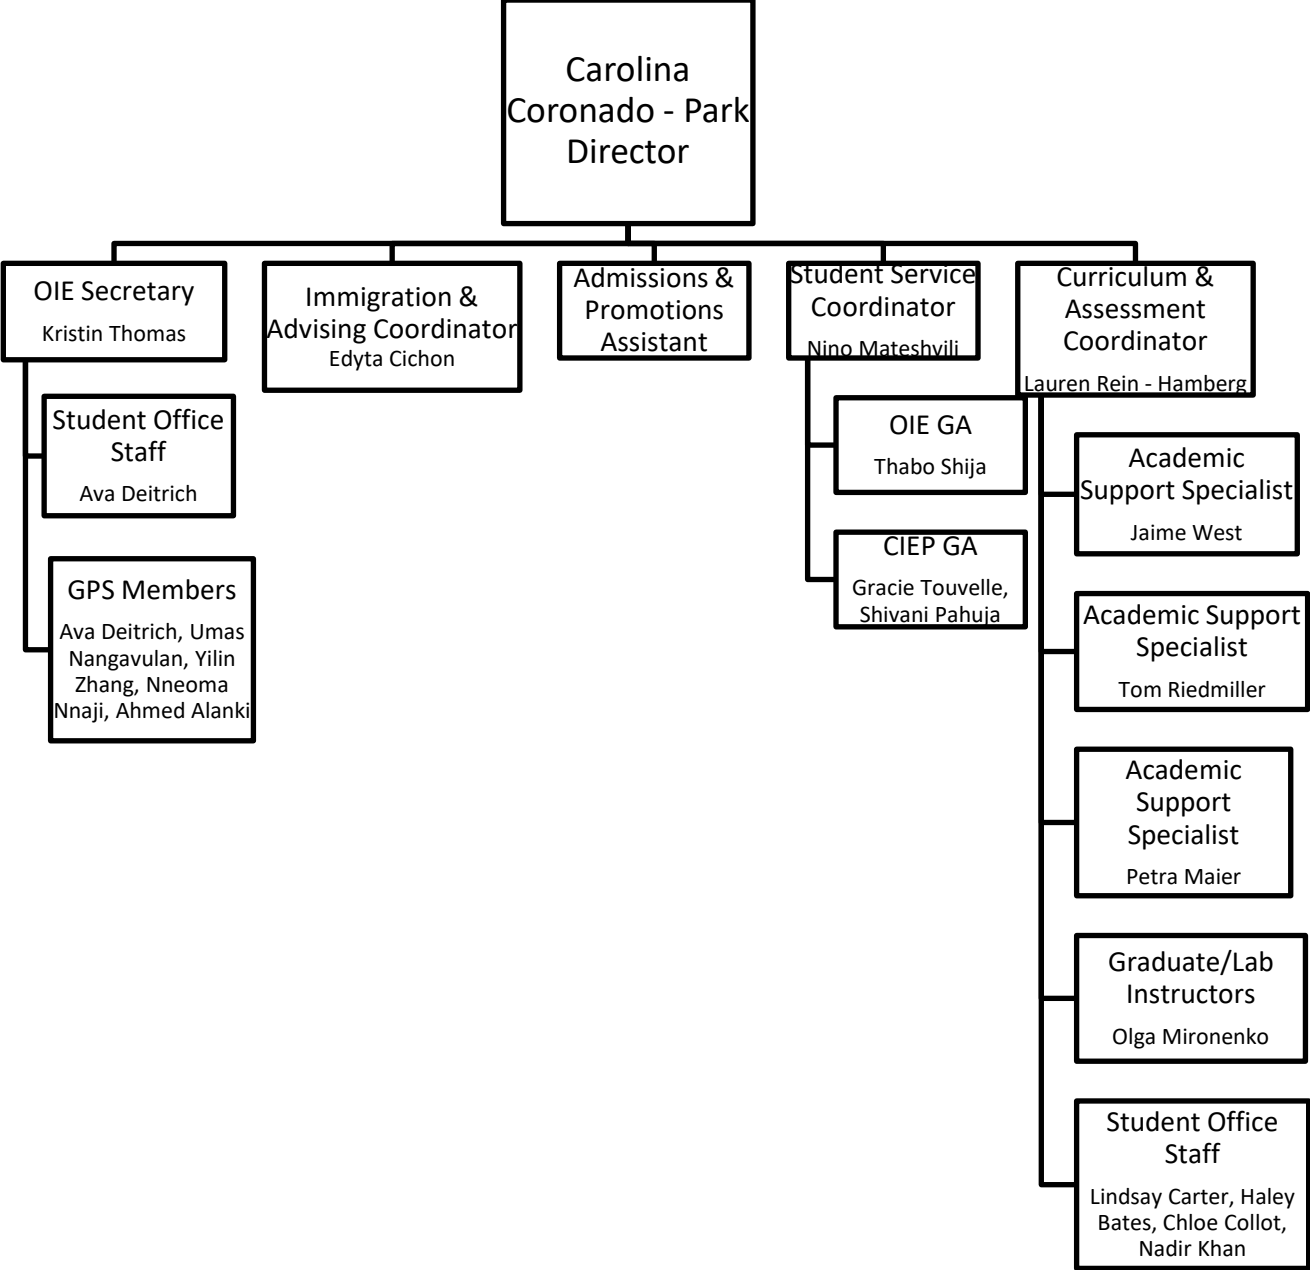 Carolina
Coronado - Park
Director
OIE Secretary
Kristin Thomas
Student Office
Staff
Ava Deitrich
GPS Members
Ava Deitrich, Umas
Nangavulan, Yilin
Zhang, Nneoma
Nnaji, Ahmed Alanki
Immigration &
Advising Coordinator
Edyta Cichon
Admissions &
Promotions
Assistant
Student Service
Coordinator
Nino Mateshvili
OIE GA
Thabo Shija
CIEP GA
Gracie Touvelle,
Shivani Pahuja
Curriculum &
Assessment
Coordinator
Lauren Rein - Hamberg
Academic
Support Specialist
Jaime West
Academic Support
Specialist
Tom Riedmiller
Academic
Support
Specialist
Petra Maier
Graduate/Lab
Instructors
Olga Mironenko
Student Office
Staff
Lindsay Carter, Haley
Bates, Chloe Collot,
Nadir Khan